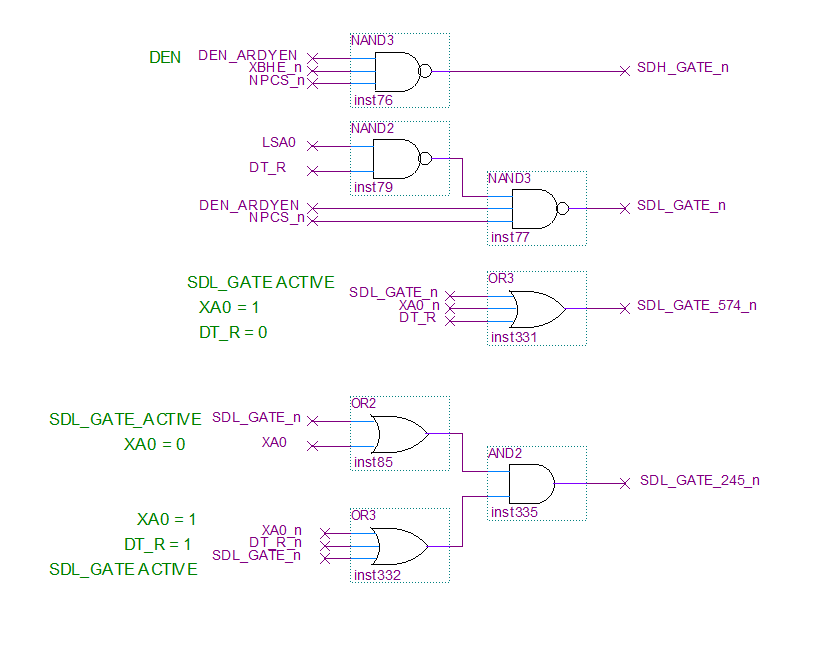 NAND3
DEN
DEN_ARDYEN
XBHE_n
NPCS_n
SDH_GATE_n
inst76
NAND2
LSA0
DT_R
inst79
NAND3
DEN_ARDYEN
NPCS_n
SDL_GATE_n
inst77
SDL_GATE ACTIVE
XA0 = 1
DT_R = 0
OR3
SDL_GATE_n
XA0_n
DT_R
SDL_GATE_574_n
inst331
OR2
SDL_GATE_ACTIVE
XA0 = 0
SDL_GATE_n
XA0
inst85
AND2
SDL_GATE_245_n
inst335
XA0 = 1
DT_R = 1
SDL_GATE ACTIVE
OR3
XA0_n
DT_R_n
SDL_GATE_n
inst332